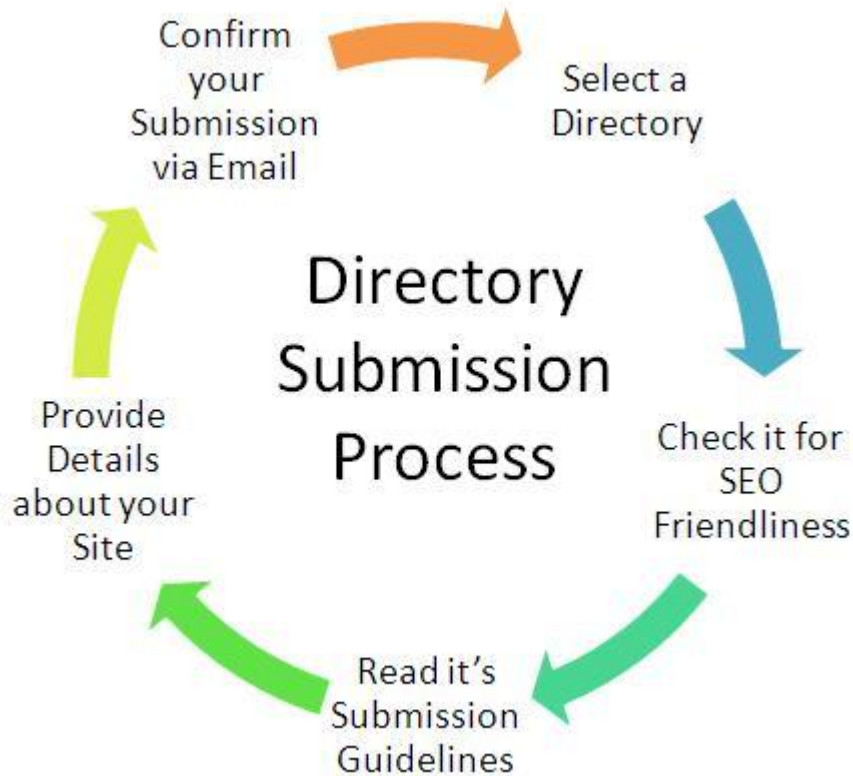 Directory
Submission
Process
Select a
Directory
Check it for
SEO
Friendliness
Read it's
Submission
Guidelines
Provide
Details
about your
Site
Confirm
your
Submission
via Email